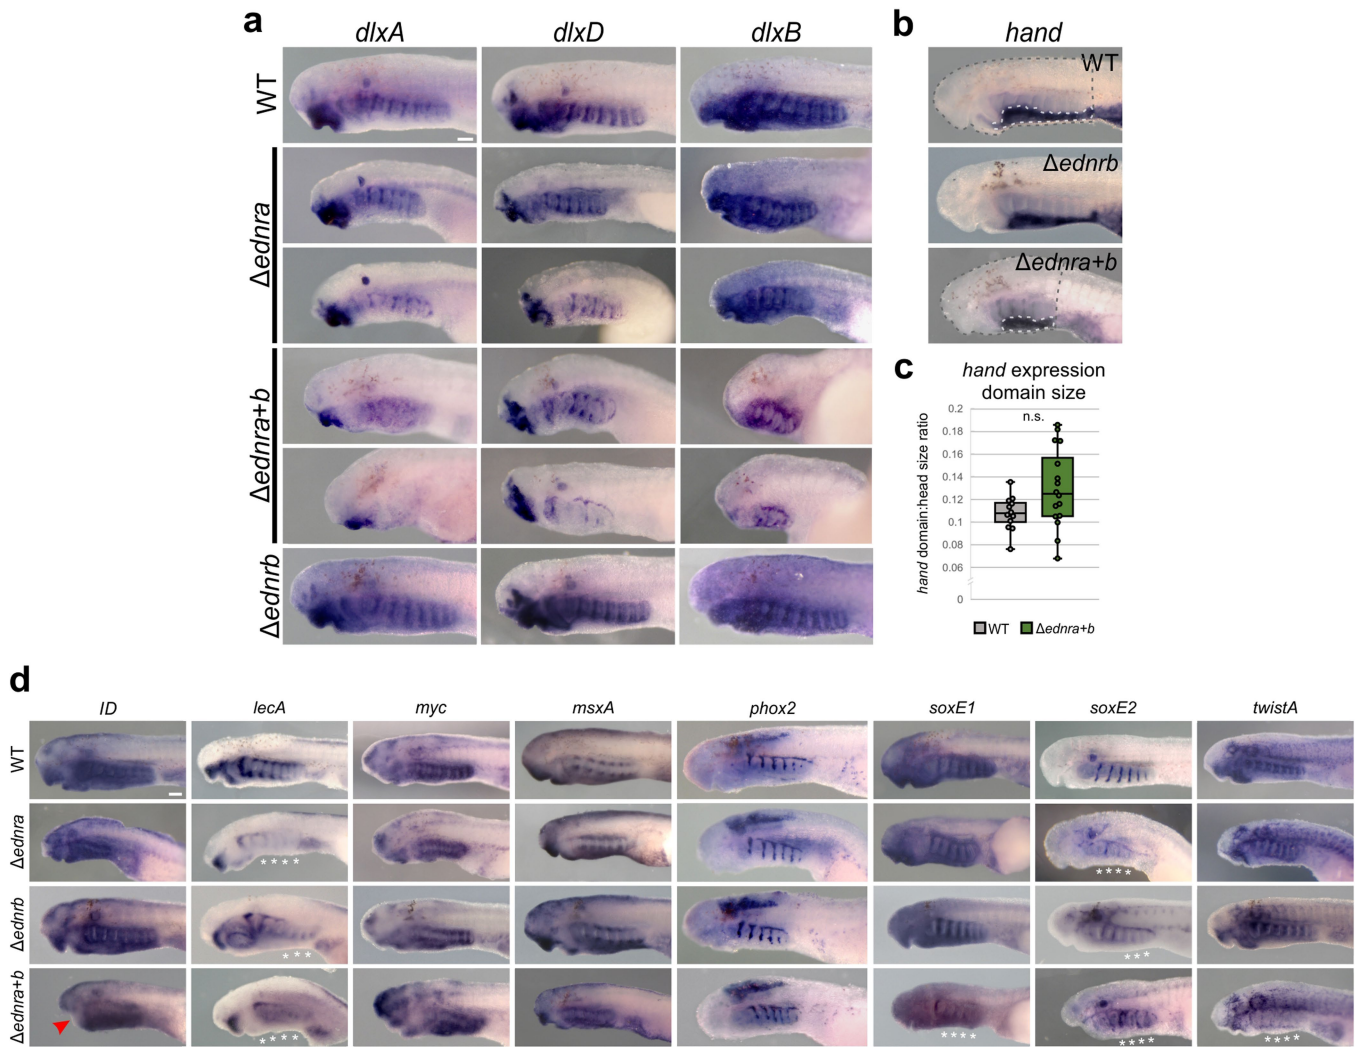 a
dlxA
dlxD
dlxB
WT
Δednra
Δednra+b
Δednrb
b
hand
WT
Δednrb
Δednra+b
c
hand expression
domain size
hand domain:head size ratio
0.2
n.s.
0.18
0.16
0.14
0.12
0.1
0.08
0.06
0
WT
Δednra+b
d
ID
lecA
myc
msxA
phox2
soxE1
soxE2
twistA
WT
Δednra
* * * *
* * * *
Δednrb
* * *
* * *
Δednra+b
* * * *
* * * *
* * * *
* * * *